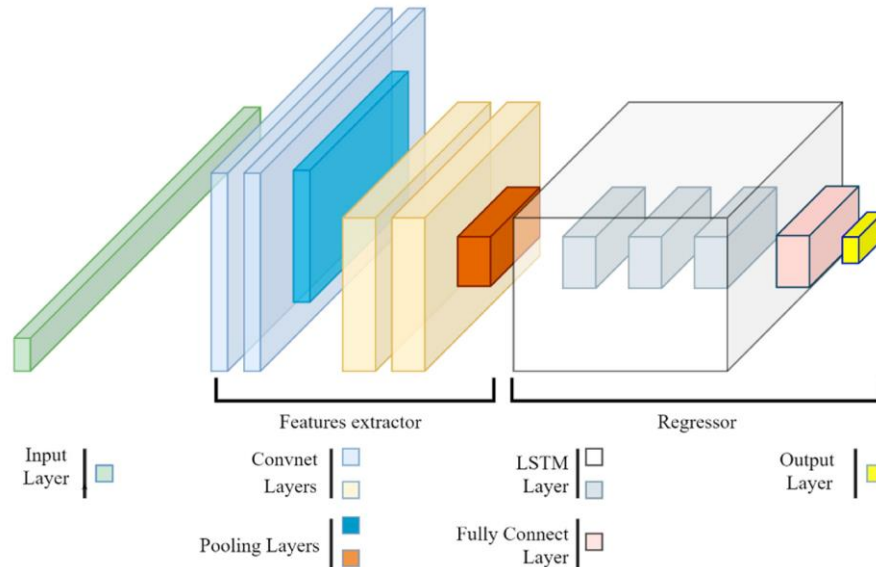 Features extractor
Regressor
Input
Layer
Convnet
Layers
LSTM
Layer
Output
Layer
Pooling Layers
Fully Connect
Layer